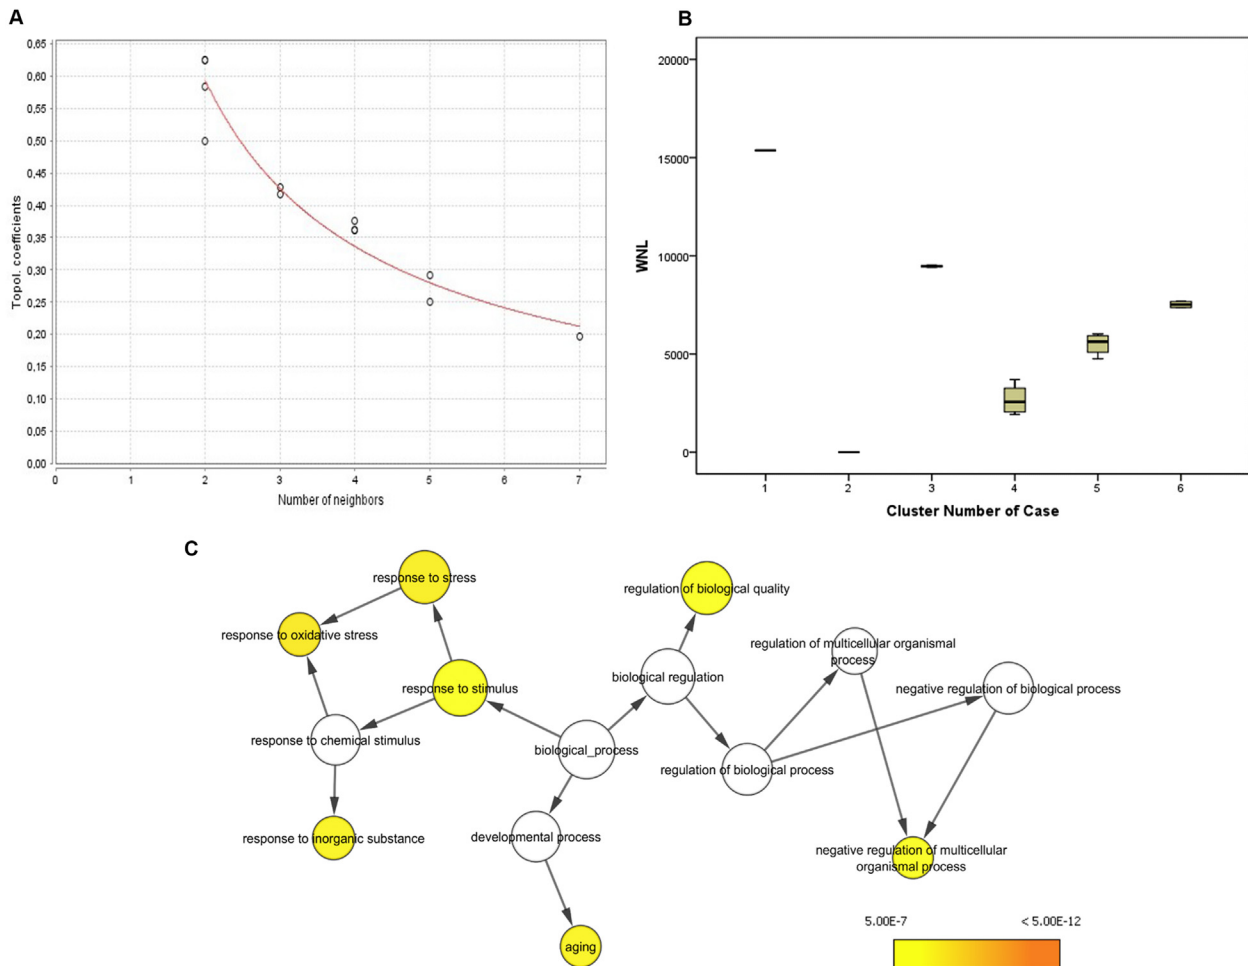 A
0,65
0,60
0,55
0,50
0,45
0,40
0,35
0,30
0,25
0,20
0,15
0,10
0,05
0,00
Topol. coefficients
0 1 2 3 4 5 6 7
Number of neighbors
B
20000
15000
10000
5000
0
WNL
1 2 3 4 5 6
Cluster Number of Case
C
response to stress
regulation of biological quality
response to oxidative stress
regulation of multicellular organismal
process
biological regulation
response to stimulus
negative regulation of biological process
response to chemical stimulus
biological_process
regulation of biological process
response to inorganic substance
developmental process
negative regulation of multicellular
organismal process
aging
5.00E-7 < 5.00E-12